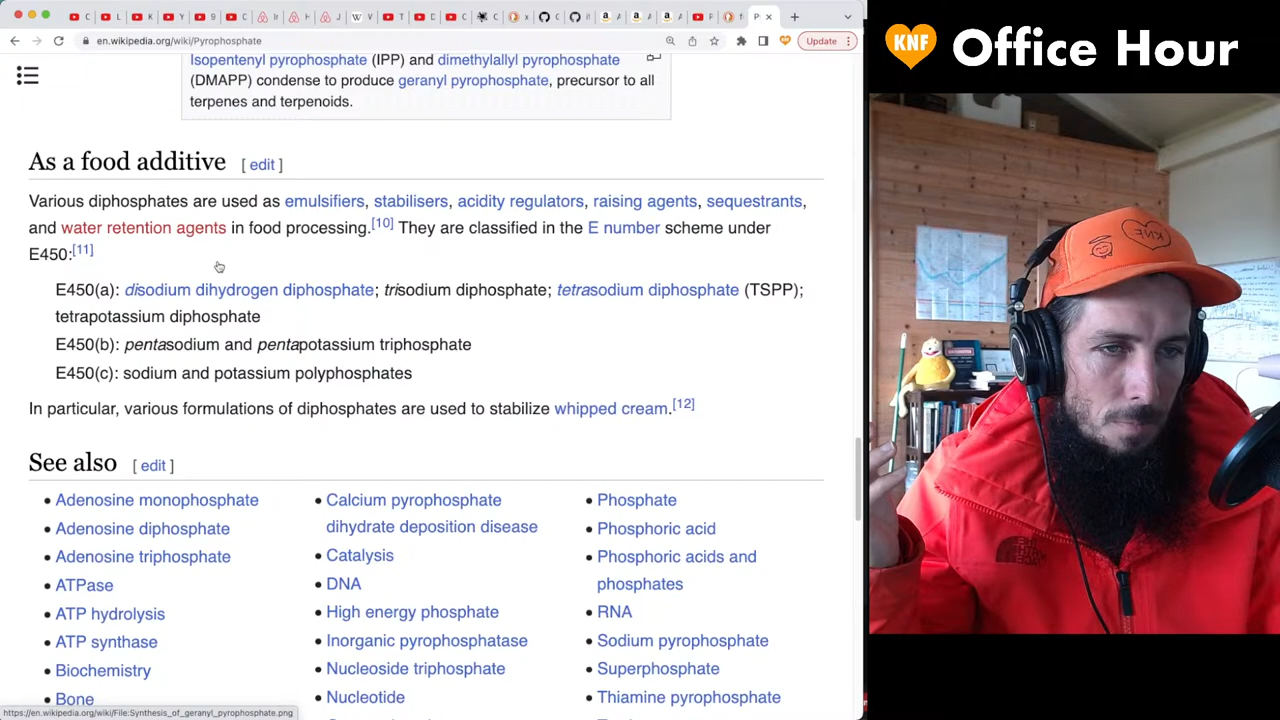 en.wikipedia.org/wiki/Pyrophosphate
Update
KNF Office Hour
Isopentenyl pyrophosphate (IPP) and dimethylallyl pyrophosphate
(DMAPP) condense to produce geranyl pyrophosphate, precursor to all
terpenes and terpenoids.
As a food additive [ edit ]
Various diphosphates are used as emulsifiers, stabilisers, acidity regulators, raising agents, sequestrants,
and water retention agents in food processing.[10] They are classified in the E number scheme under
E450:[11]
E450(a): disodium dihydrogen diphosphate; trisodium diphosphate; tetrasodium diphosphate (TSPP);
tetrapotassium diphosphate
E450(b): pentasodium and pentapotassium triphosphate
E450(c): sodium and potassium polyphosphates
In particular, various formulations of diphosphates are used to stabilize whipped cream.[12]
See also [ edit ]
Adenosine monophosphate
Adenosine diphosphate
Adenosine triphosphate
ATPase
ATP hydrolysis
ATP synthase
Biochemistry
Bone
Calcium pyrophosphate
dihydrate deposition disease
Catalysis
DNA
High energy phosphate
Inorganic pyrophosphatase
Nucleoside triphosphate
Nucleotide
Phosphate
Phosphoric acid
Phosphoric acids and
phosphates
RNA
Sodium pyrophosphate
Superphosphate
Thiamine pyrophosphate
https://en.wikipedia.org/wiki/File:Synthesis_of_geranyl_pyrophosphate.png
KNF